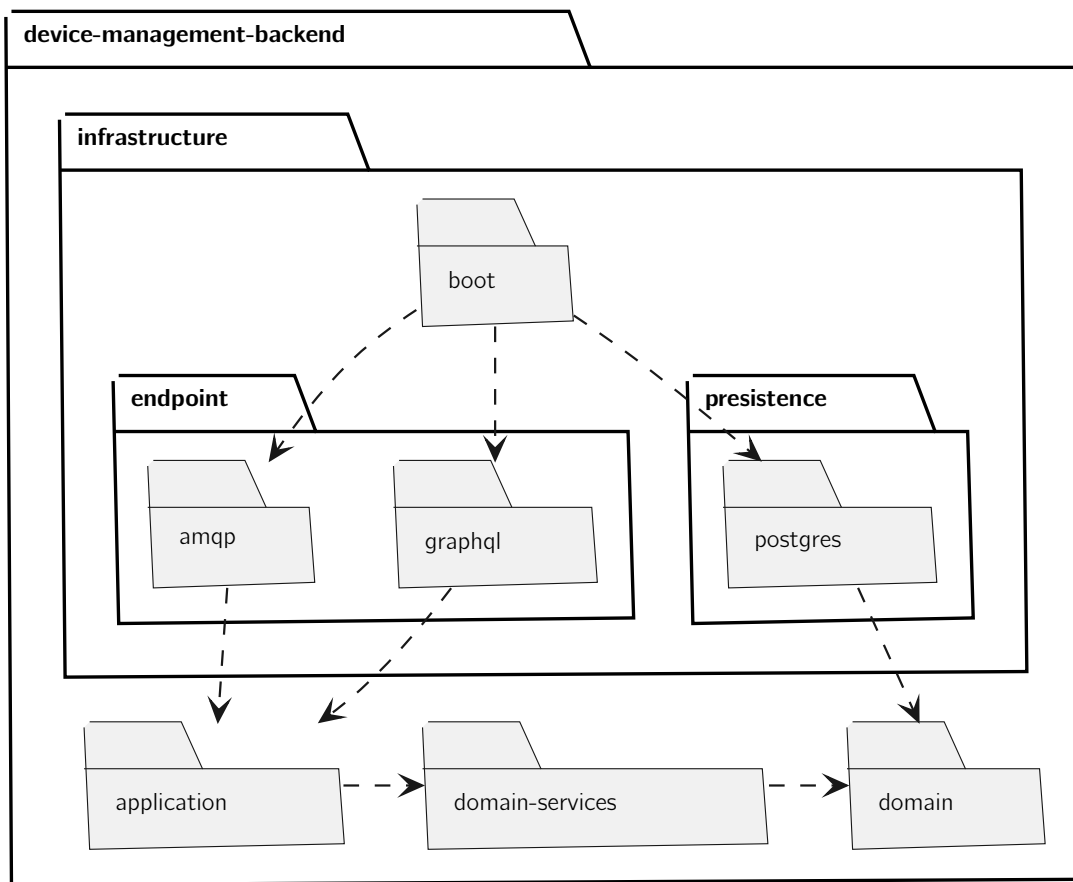 device-management-backend
infrastructure
boot
endpoint
presistence
amqp
graphql
postgres
application
domain-services
domain